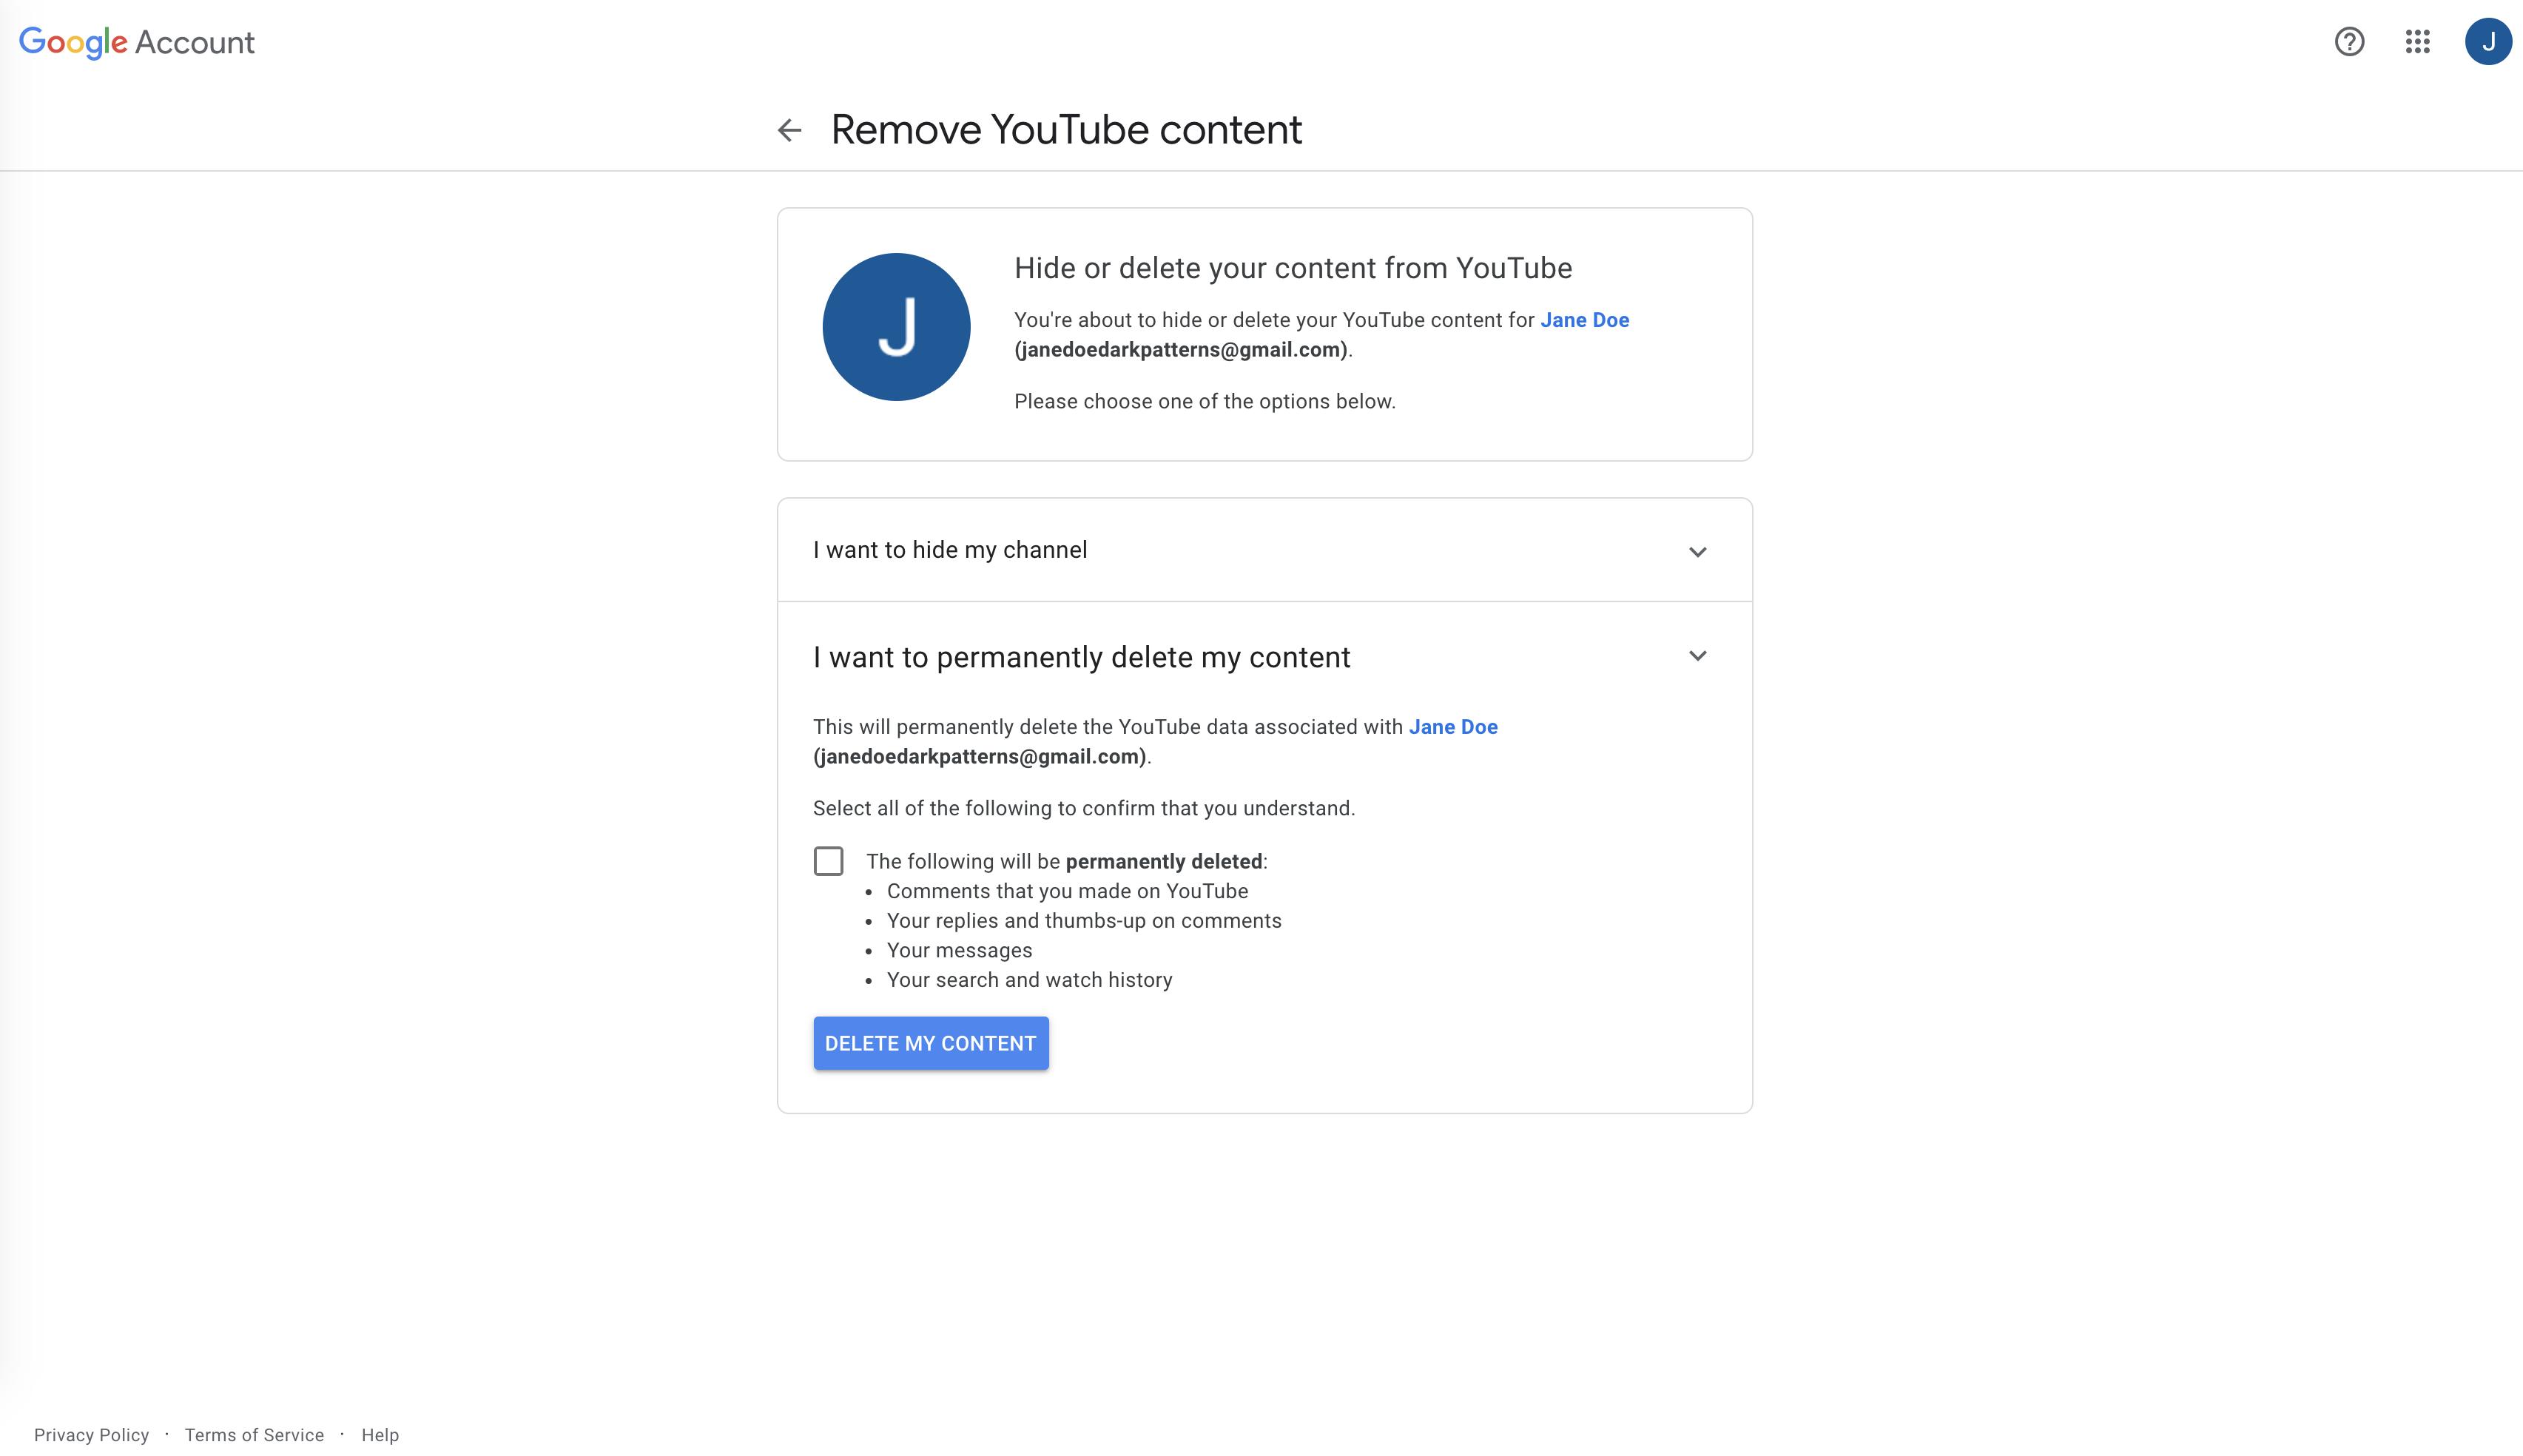 Google Account
J
Remove YouTube content
J
Hide or delete your content from YouTube
You're about to hide or delete your YouTube content for Jane Doe
(janedoedarkpatterns@gmail.com).
Please choose one of the options below.
I want to hide my channel
I want to permanently delete my content
This will permanently delete the YouTube data associated with Jane Doe
(janedoedarkpatterns@gmail.com).
Select all of the following to confirm that you understand.
The following will be permanently deleted:
• Comments that you made on YouTube
• Your replies and thumbs-up on comments
• Your messages
• Your search and watch history
DELETE MY CONTENT
Privacy Policy · Terms of Service · Help